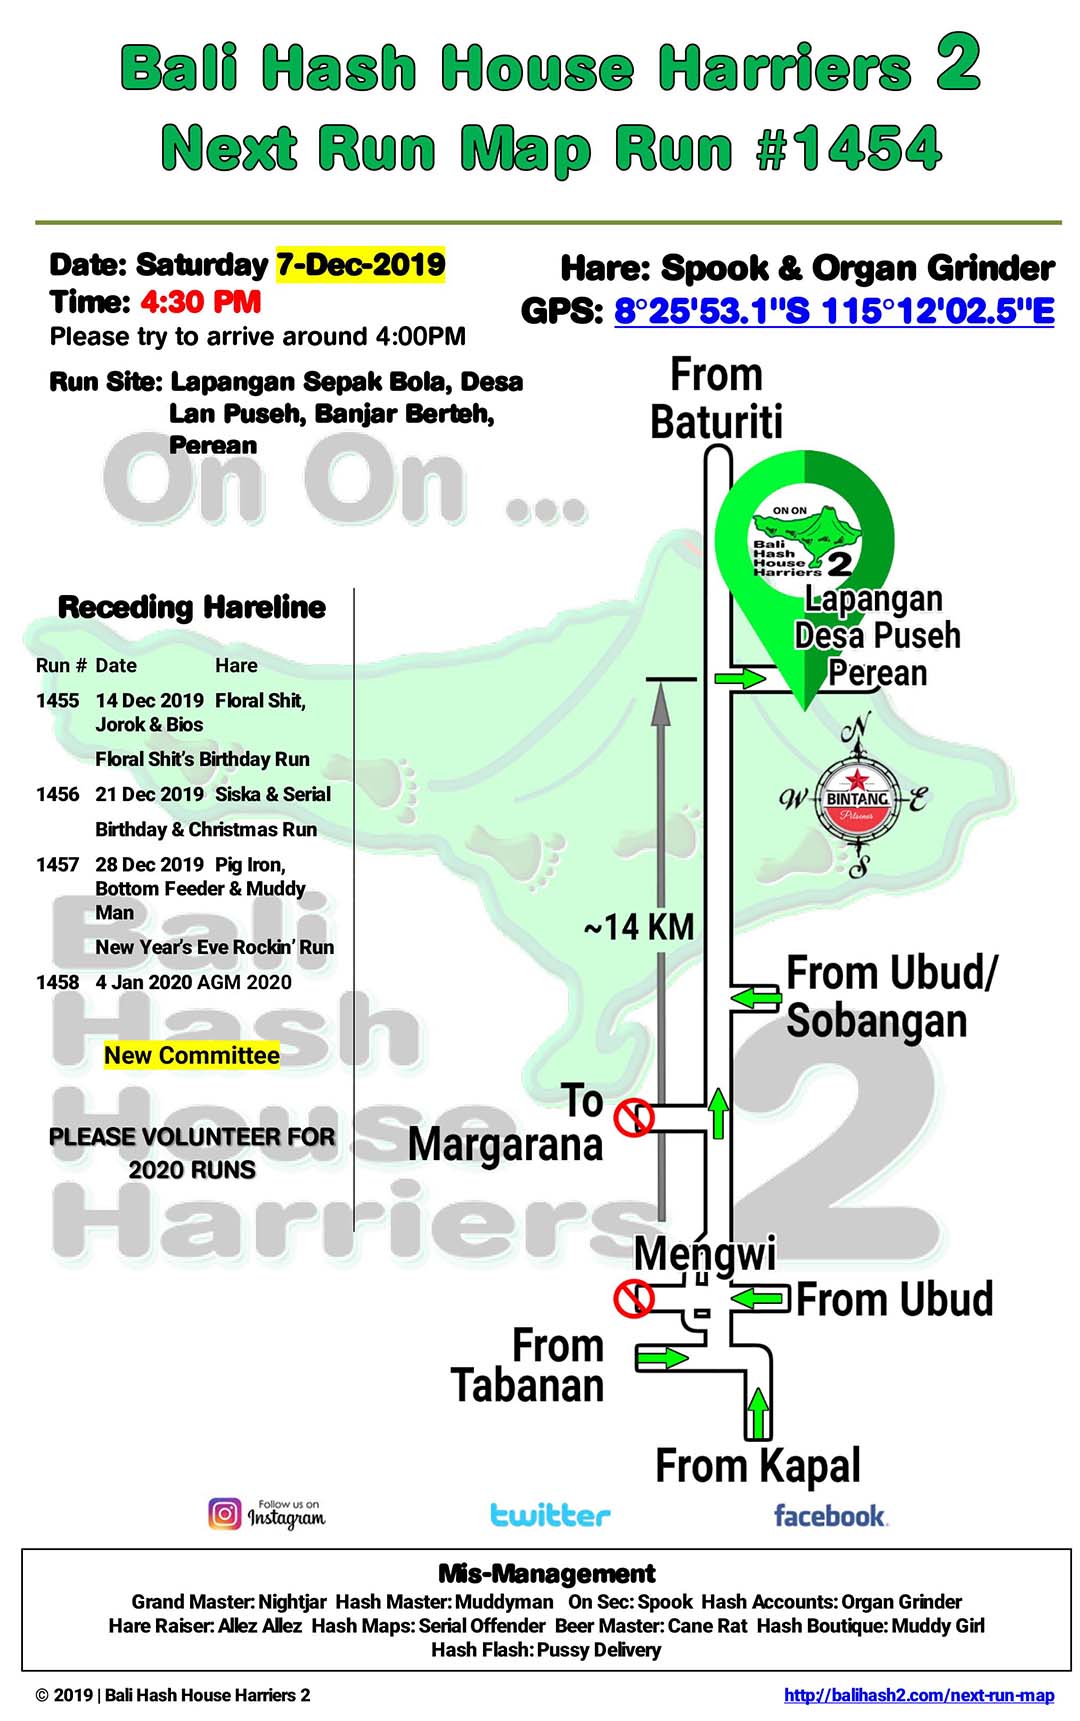 Bali Hash House Harriers 2
Next Run Map Run #1454
Date: Saturday 7-Dec-2019
Time: 4:30 PM
Please try to arrive around 4:00PM
Run Site: Lapangan Sepak Bola, Desa
Lan Puseh, Banjar Berteh,
Perean
Hare: Spook & Organ Grinder
GPS: 8°25'53.1"S 115°12'02.5"E
On On ...
Receding Hareline
Run # Date Hare
1455 14 Dec 2019 Floral Shit,
Jorok & Bios
Floral Shit's Birthday Run
1456 21 Dec 2019 Siska & Serial
Birthday & Christmas Run
1457 28 Dec 2019 Pig Iron,
Bottom Feeder & Muddy
Man
New Year's Eve Rockin' Run
1458 4 Jan 2020 AGM 2020
New Committee
PLEASE VOLUNTEER FOR
2020 RUNS
Bali
Hash
House
Harriers 2
From
Baturiti
ON ON
Bali
Hash
House
Harriers 2
Lapangan
Desa Puseh
Perean
N
W BINTANG E
Pilsener
S
~14 KM
From Ubud/
Sobangan
To
Margarana
Mengwi
From Ubud
From
Tabanan
From Kapal
Follow us on
Instagram
twitter
facebook
Mis-Management
Grand Master: Nightjar Hash Master: Muddyman On Sec: Spook Hash Accounts: Organ Grinder
Hare Raiser: Allez Allez Hash Maps: Serial Offender Beer Master: Cane Rat Hash Boutique: Muddy Girl
Hash Flash: Pussy Delivery
© 2019 | Bali Hash House Harriers 2
http://balihash2.com/next-run-map